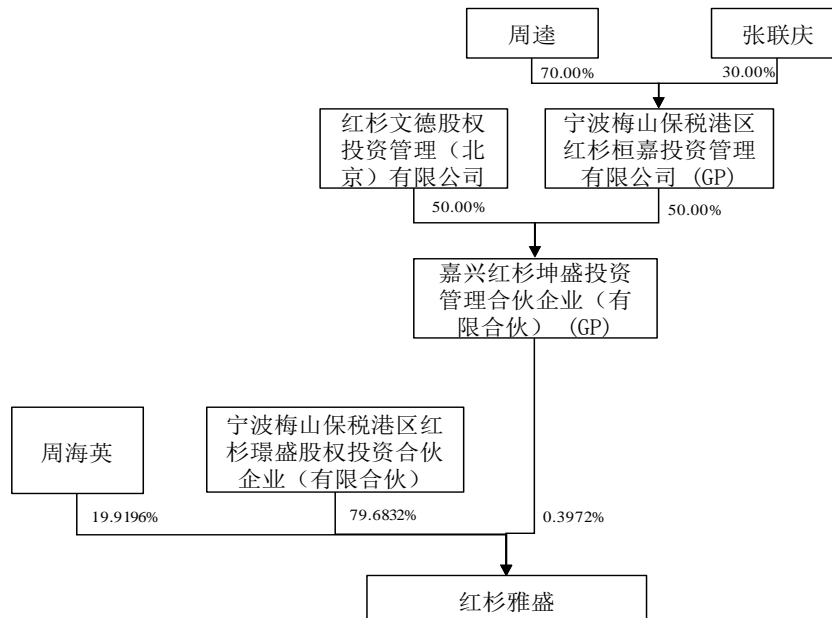 周逵
张联庆
70.00%
30.00%
红杉文德股权
投资管理（北
京）有限公司
宁波梅山保税港区
红杉桓嘉投资管理
有限公司 (GP)
50.00%
50.00%
嘉兴红杉坤盛投资
管理合伙企业（有
限合伙） (GP)
周海英
宁波梅山保税港区红
杉璟盛股权投资合伙
企业（有限合伙）
19.9196%
79.6832%
0.3972%
红杉雅盛